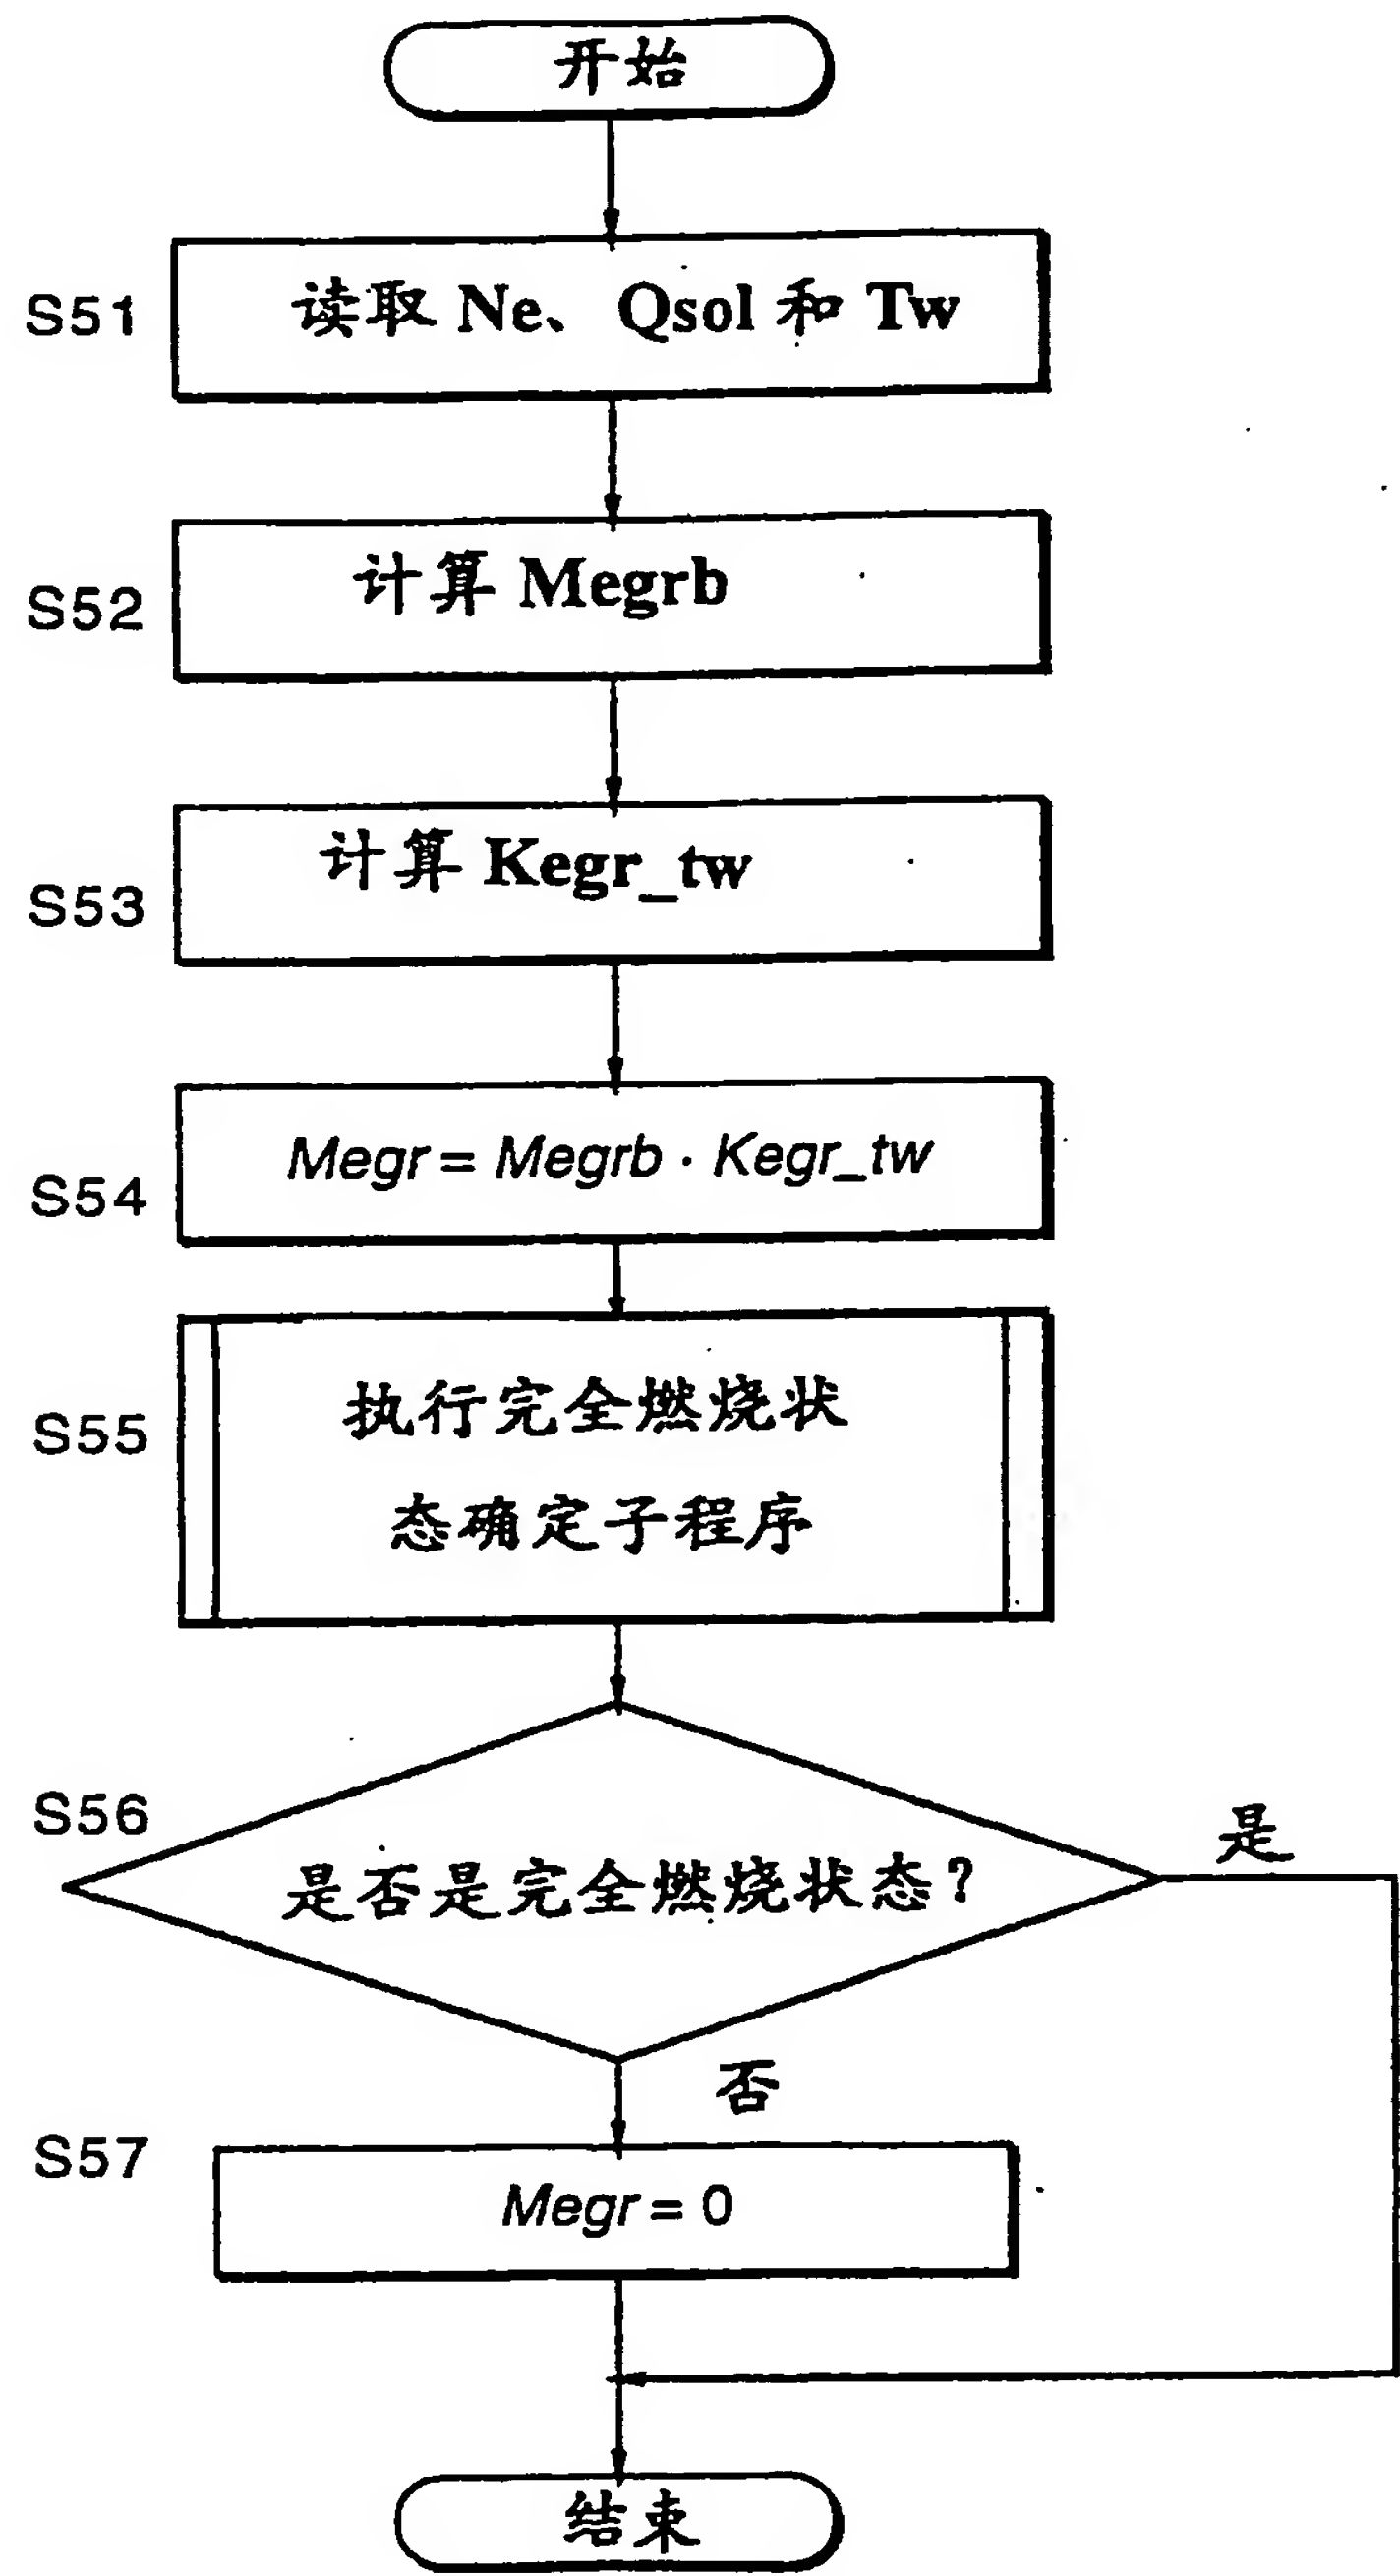 开始
S51
读取 Ne、Qsol 和 Tw
S52
计算 Megrb
S53
计算 Kegr_tw
S54
Megr = Megrb · Kegr_tw
S55
执行完全燃烧状
态确定子程序
S56
是否是完全燃烧状态？
是
否
S57
Megr = 0
结束